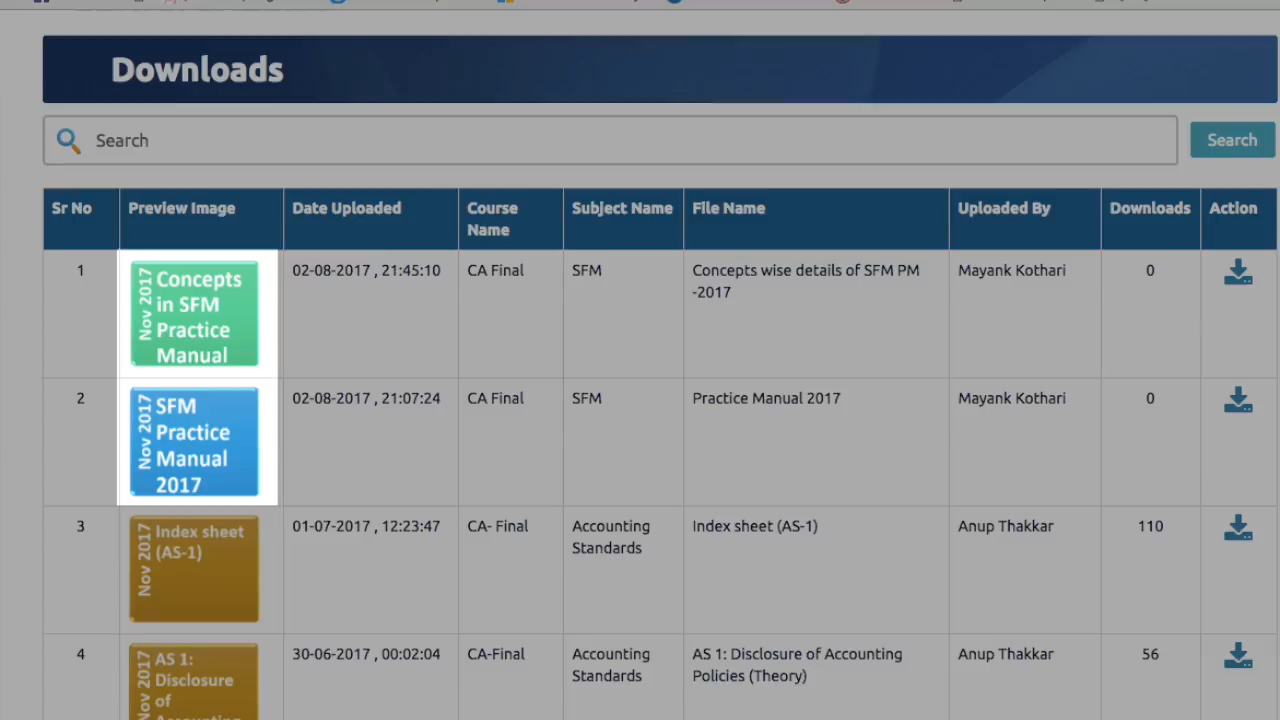 Downloads
Search
Search
Sr No
Preview Image
Date Uploaded
Course
Name
Subject Name
File Name
Uploaded By
Downloads
Action
1
Nov 2017
Concepts
in SFM
Practice
Manual
02-08-2017 , 21:45:10
CA Final
SFM
Concepts wise details of SFM PM
-2017
Mayank Kothari
0
2
Nov 2017
SFM
Practice
Manual
2017
02-08-2017 , 21:07:24
CA Final
SFM
Practice Manual 2017
Mayank Kothari
0
3
Nov 2017
Index sheet
(AS-1)
01-07-2017 , 12:23:47
CA- Final
Accounting
Standards
Index sheet (AS-1)
Anup Thakkar
110
4
Nov 2017
AS 1:
Disclosure
of
Accounting
30-06-2017 , 00:02:04
CA-Final
Accounting
Standards
AS 1: Disclosure of Accounting
Policies (Theory)
Anup Thakkar
56